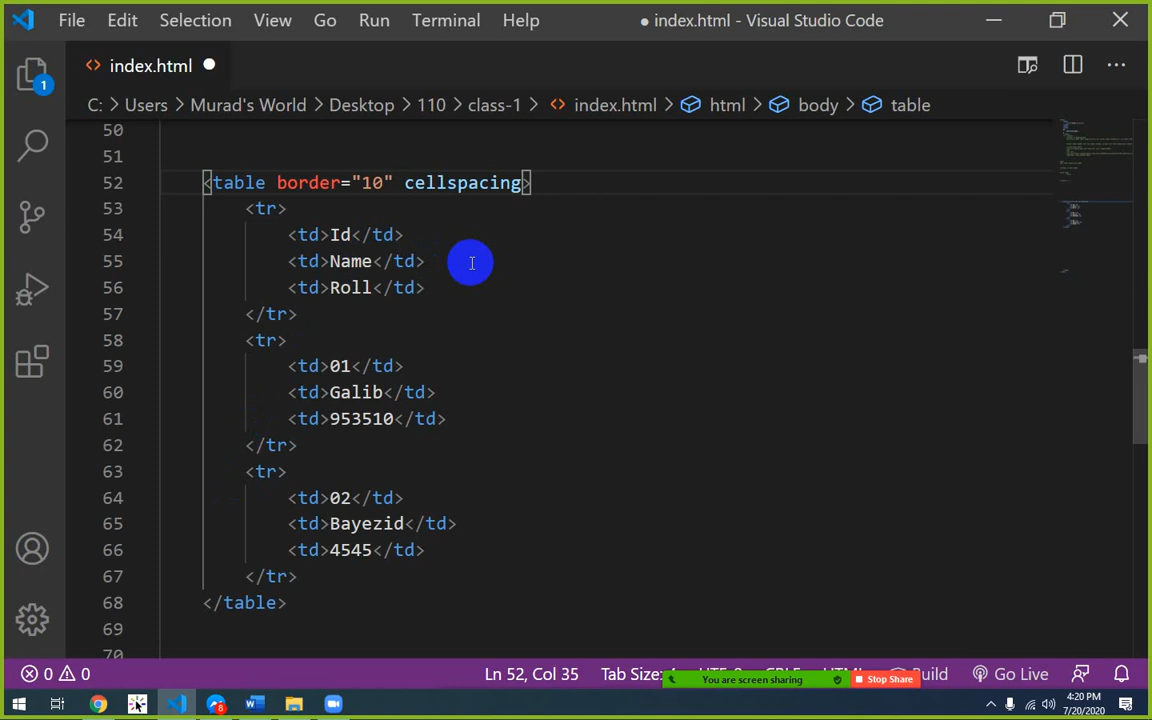 File Edit Selection View Go Run Terminal Help ● index.html - Visual Studio Code
index.html
C: > Users > Murad's World > Desktop > 110 > class-1 > index.html > html > body > table
50
51
52 <table border="10" cellspacing>
53 <tr>
54 <td>Id</td>
55 <td>Name</td>
56 <td>Roll</td>
57 </tr>
58 <tr>
59 <td>01</td>
60 <td>Galib</td>
61 <td>953510</td>
62 </tr>
63 <tr>
64 <td>02</td>
65 <td>Bayezid</td>
66 <td>4545</td>
67 </tr>
68 </table>
69
70
1
0 0 Ln 52, Col 35 Tab Size: Build Go Live
You are screen sharing Stop Share
8
4:20 PM
7/20/2020